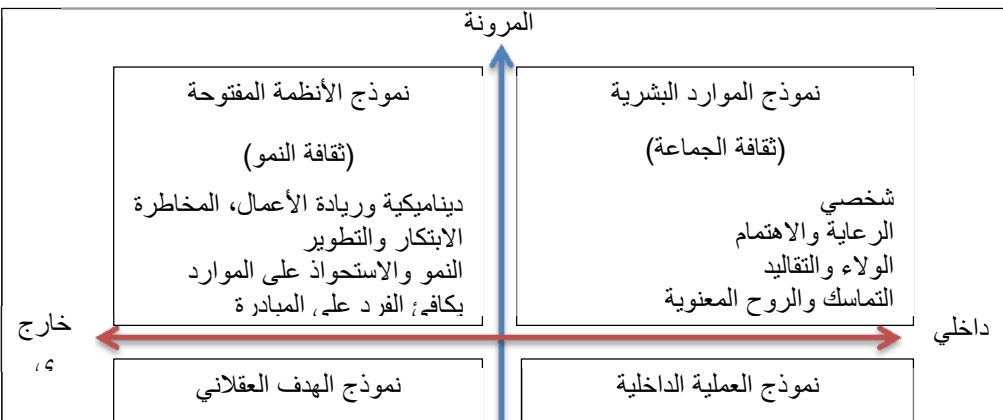 المرونة
نموذج الموارد البشرية
(ثقافة الجماعة)
شخصي
الرعاية والاهتمام
الولاء والتقاليد
التماسك والروح المعنوية
نموذج الأنظمة المفتوحة
(ثقافة النمو)
ديناميكية وريادة الأعمال، المخاطرة
الابتكار والتطوير
النمو والاستحواذ على الموارد
يكافئ الفرد على المبادرة
داخلي
خارج
ي
نموذج العملية الداخلية
نموذج الهدف العقلاني